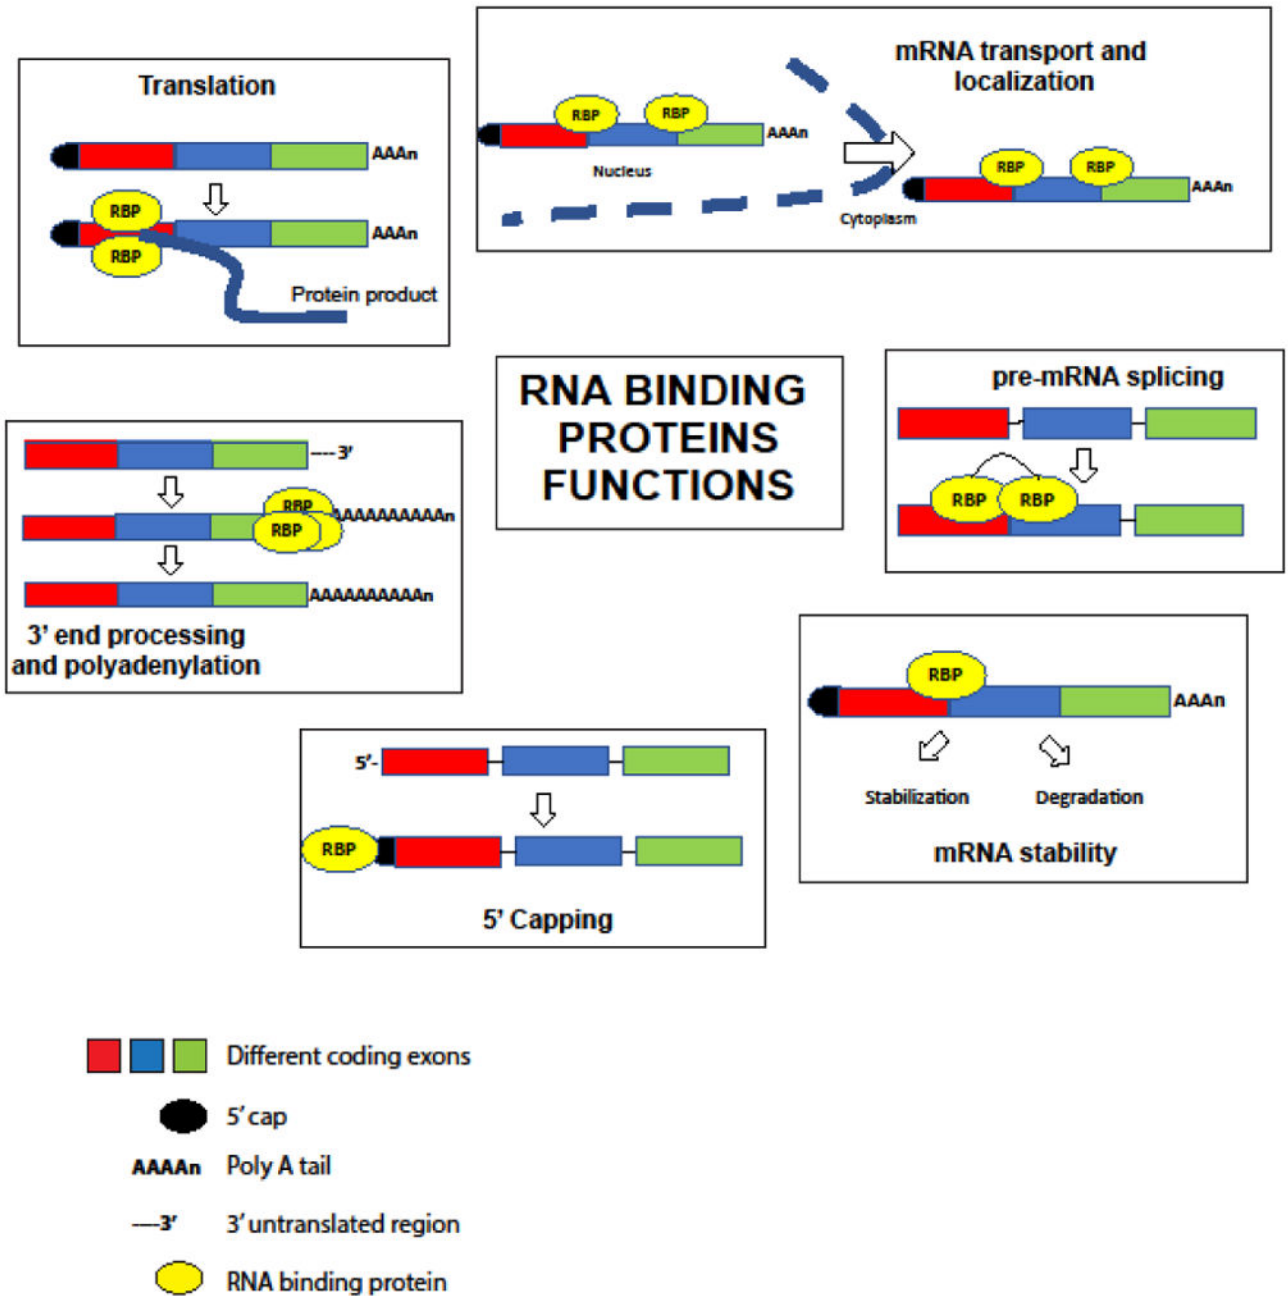 Translation
AAAn
RBP
AAAn
RBP
Protein product
mRNA transport and
localization
RBP
RBP
AAAn
Nucleus
RBP
RBP
AAAn
Cytoplasm
RNA BINDING
PROTEINS
FUNCTIONS
pre-mRNA splicing
RBP
RBP
----3'
RBP
AAAAAAAAAAn
RBP
AAAAAAAAAAn
3' end processing
and polyadenylation
RBP
AAAn
Stabilization
Degradation
mRNA stability
5'-
RBP
5' Capping
Different coding exons
5' cap
AAAAn
Poly A tail
----3'
3' untranslated region
RNA binding protein